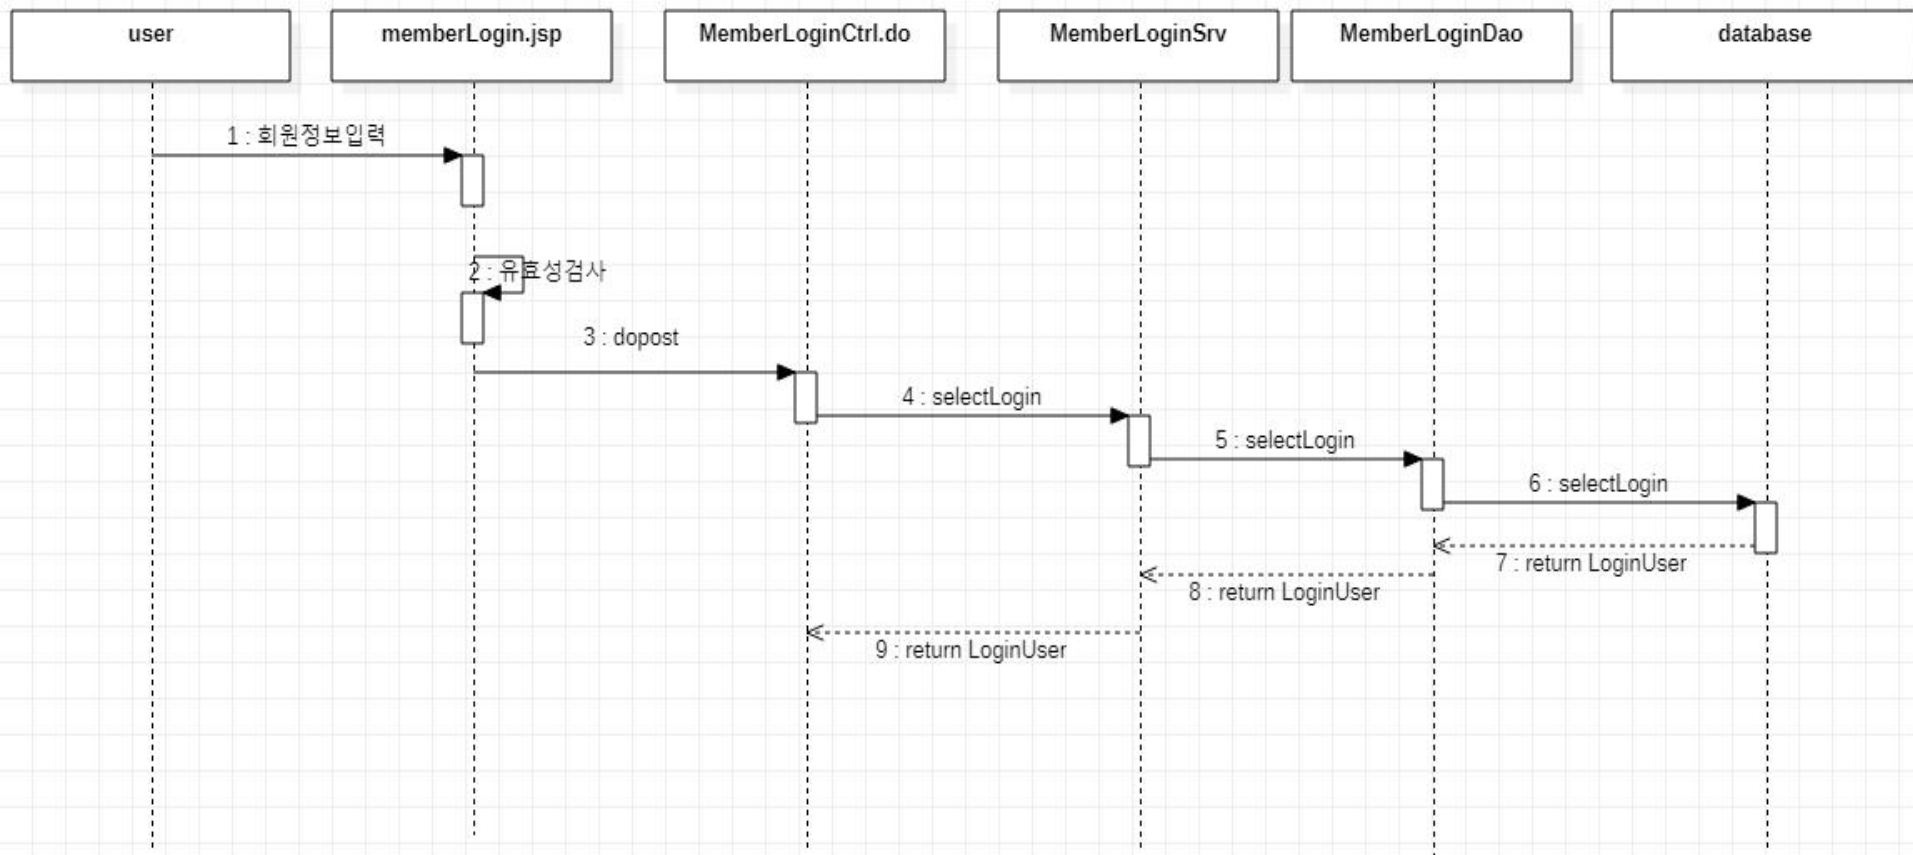 user
memberLogin.jsp
MemberLoginCtrl.do
MemberLoginSrv
MemberLoginDao
database
1 : 회원정보입력
2 : 유효성검사
3 : dopost
4 : selectLogin
5 : selectLogin
6 : selectLogin
7 : return LoginUser
8 : return LoginUser
9 : return LoginUser